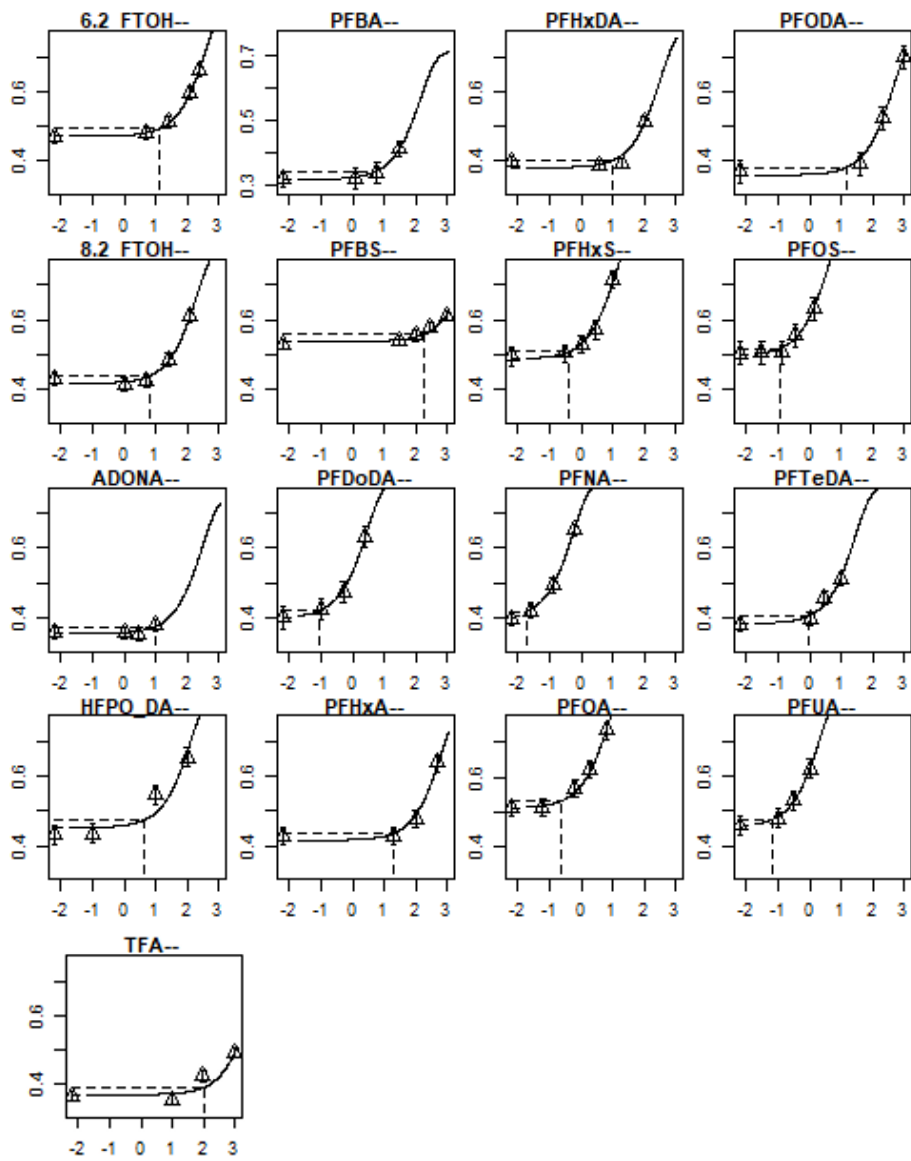 6.2_FTOH-- PFBA-- PFHxDA-- PFODA--
0.7
0.6 0.6 0.6
0.5
0.4 0.4 0.4
0.3
-2 -1 0 1 2 3 -2 -1 0 1 2 3 -2 -1 0 1 2 3 -2 -1 0 1 2 3
8.2_FTOH-- PFBS-- PFHxS-- PFOS--
0.6 0.6 0.6 0.6
0.4 0.4 0.4 0.4
-2 -1 0 1 2 3 -2 -1 0 1 2 3 -2 -1 0 1 2 3 -2 -1 0 1 2 3
ADONA-- PFDoDA-- PFNA-- PFTeDA--
0.6 0.6 0.6 0.6
0.4 0.4 0.4 0.4
-2 -1 0 1 2 3 -2 -1 0 1 2 3 -2 -1 0 1 2 3 -2 -1 0 1 2 3
HFPO_DA-- PFHxA-- PFOA-- PFUA--
0.6 0.6 0.6 0.6
0.4 0.4 0.4 0.4
-2 -1 0 1 2 3 -2 -1 0 1 2 3 -2 -1 0 1 2 3 -2 -1 0 1 2 3
TFA--
0.6
0.4
-2 -1 0 1 2 3